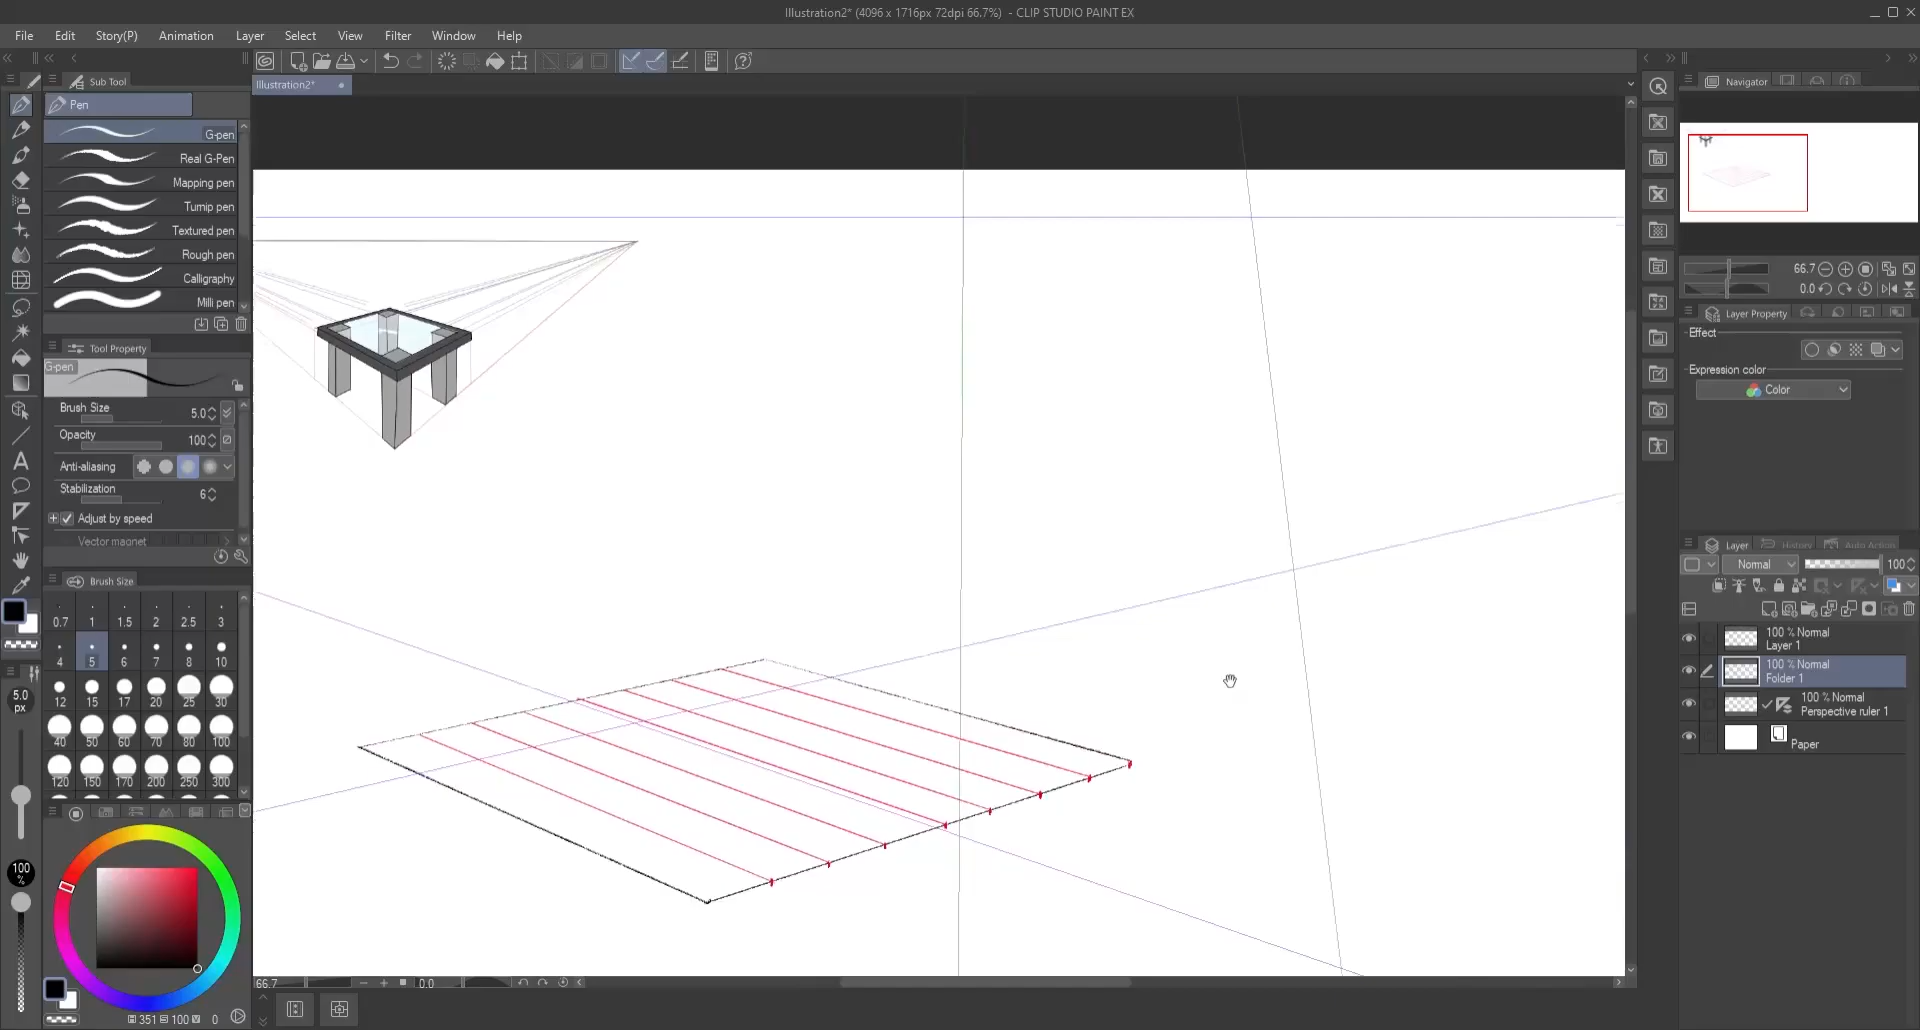 Illustration2* (4096 x 1716px 72dpi 66.7%)  - CLIP STUDIO PAINT EX
File Edit Story(P) Animation Layer Select View Filter Window Help
Sub Tool
Illustration2*
Navigator
Pen
G-pen
Real G-Pen
Mapping pen
Turnip pen
Textured pen
Rough pen
Calligraphy
Milli pen
66.7
0.0
Tool Property
G-pen
Brush Size 5.0
Opacity 100
Anti-aliasing
Stabilization 6
Adjust by speed
Vector magnet
Layer Property
Effect
Expression color
Color
Layer History Auto Action
Normal 100
100 % Normal
Layer 1
100 % Normal
Folder 1
100 % Normal
Perspective ruler 1
Paper
Brush Size
0.7 1 1.5 2 2.5 3
4 5 6 7 8 10
12 15 17 20 25 30
40 50 60 70 80 100
120 150 170 200 250 300
5.0
px
100
%
351 100 0
66.7 0.0